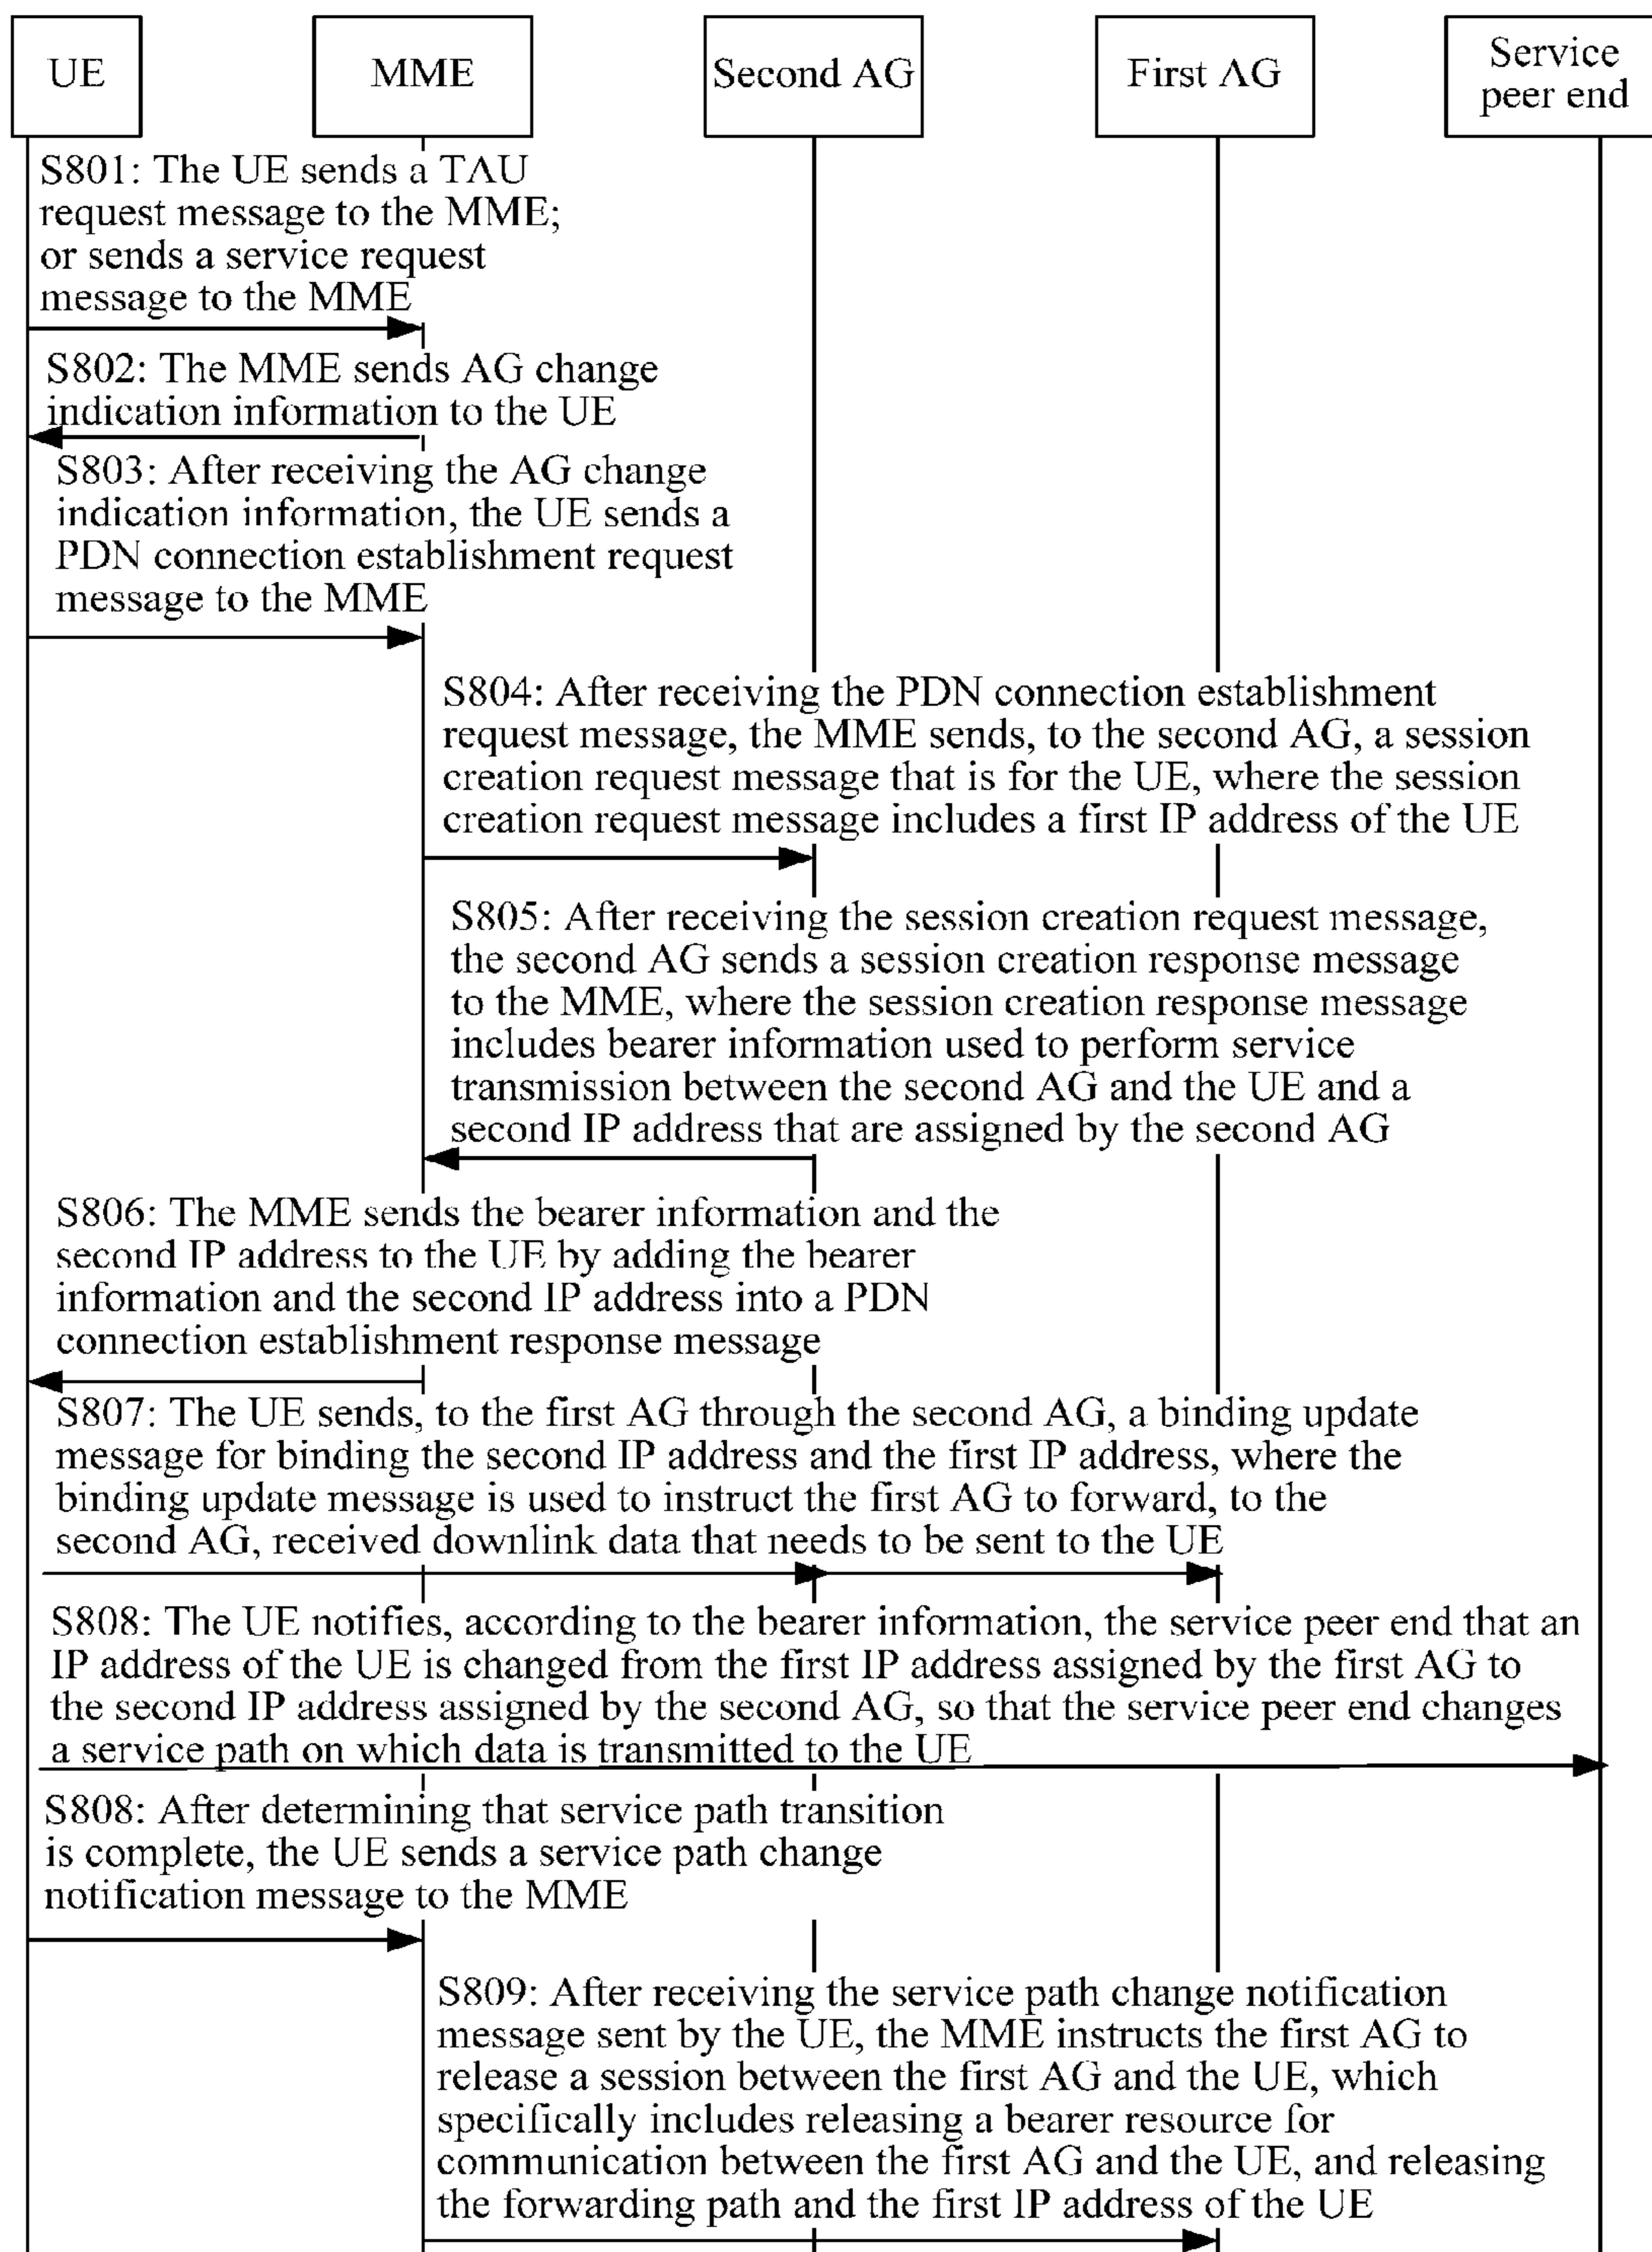 UE
MME
Second AG
First AG
Service
peer end
S801: The UE sends a TAU
request message to the MME;
or sends a service request
message to the MME
S802: The MME sends AG change
indication information to the UE
S803: After receiving the AG change
indication information, the UE sends a
PDN connection establishment request
message to the MME
S804: After receiving the PDN connection establishment
request message, the MME sends, to the second AG, a session
creation request message that is for the UE, where the session
creation request message includes a first IP address of the UE
S805: After receiving the session creation request message,
the second AG sends a session creation response message
to the MME, where the session creation response message
includes bearer information used to perform service
transmission between the second AG and the UE and a
second IP address that are assigned by the second AG
S806: The MME sends the bearer information and the
second IP address to the UE by adding the bearer
information and the second IP address into a PDN
connection establishment response message
S807: The UE sends, to the first AG through the second AG, a binding update
message for binding the second IP address and the first IP address, where the
binding update message is used to instruct the first AG to forward, to the
second AG, received downlink data that needs to be sent to the UE
S808: The UE notifies, according to the bearer information, the service peer end that an
IP address of the UE is changed from the first IP address assigned by the first AG to
the second IP address assigned by the second AG, so that the service peer end changes
a service path on which data is transmitted to the UE
S808: After determining that service path transition
is complete, the UE sends a service path change
notification message to the MME
S809: After receiving the service path change notification
message sent by the UE, the MME instructs the first AG to
release a session between the first AG and the UE, which
specifically includes releasing a bearer resource for
communication between the first AG and the UE, and releasing
the forwarding path and the first IP address of the UE